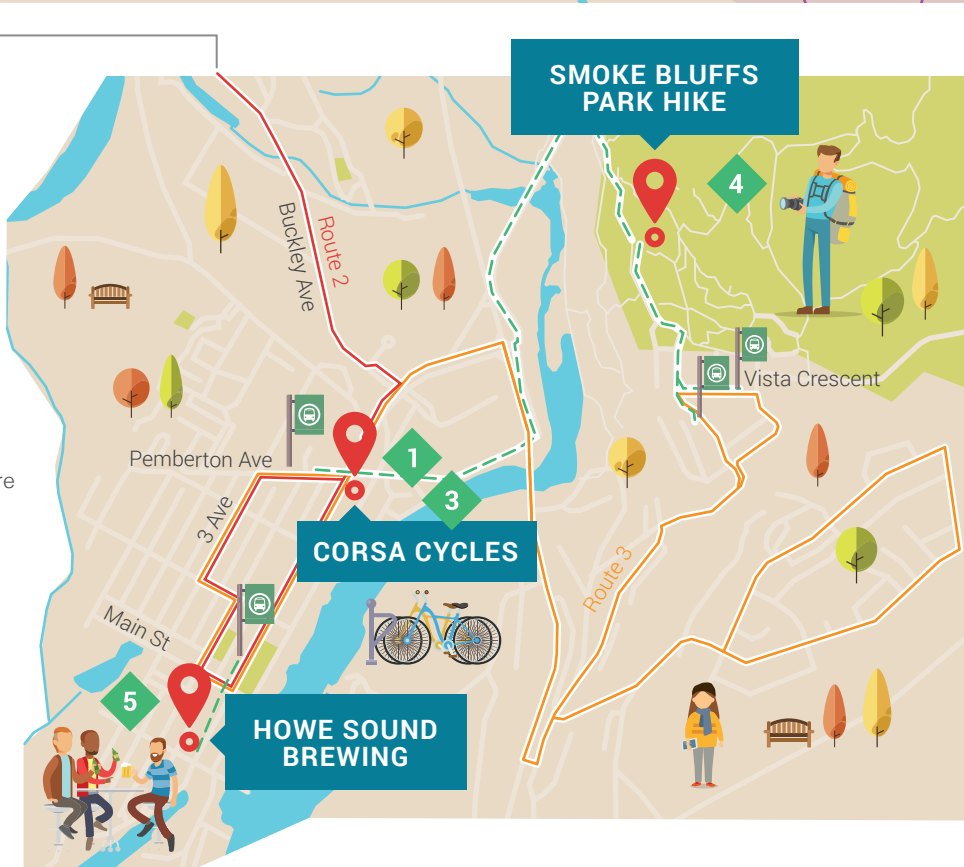 SMOKE BLUFFS
PARK HIKE
4
Route 2
Buckley Ave
Vista Crescent
1
Pemberton Ave
re
3
3 Ave
CORSA CYCLES
Route 3
Main St
5
HOWE SOUND
BREWING